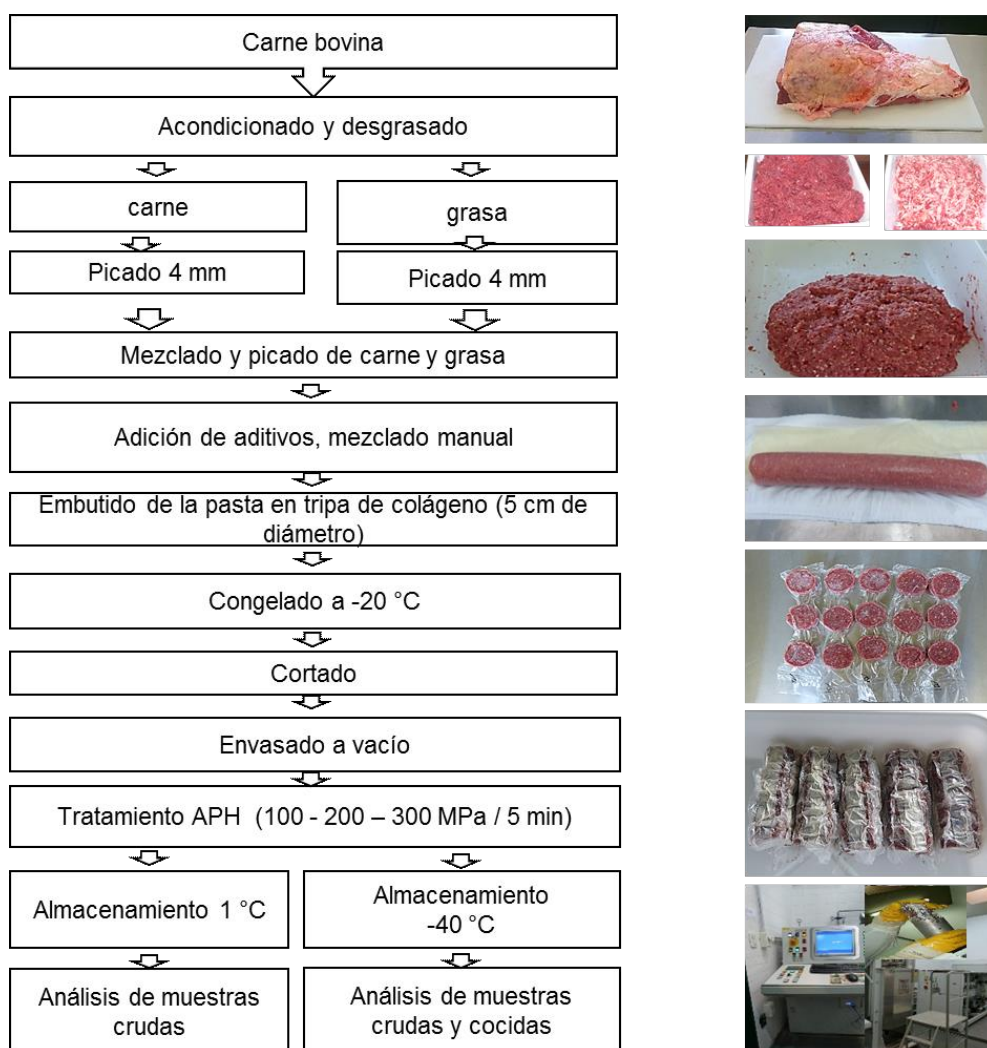 Carne bovina
Acondicionado y desgrasado
carne
grasa
Picado 4 mm
Picado 4 mm
Mezclado y picado de carne y grasa
Adición de aditivos, mezclado manual
Embutido de la pasta en tripa de colágeno (5 cm de
diámetro)
Congelado a -20 °C
Cortado
Envasado a vacío
Tratamiento APH (100 - 200 – 300 MPa / 5 min)
Almacenamiento 1 °C
Almacenamiento
-40 °C
Análisis de muestras
crudas
Análisis de muestras
crudas y cocidas